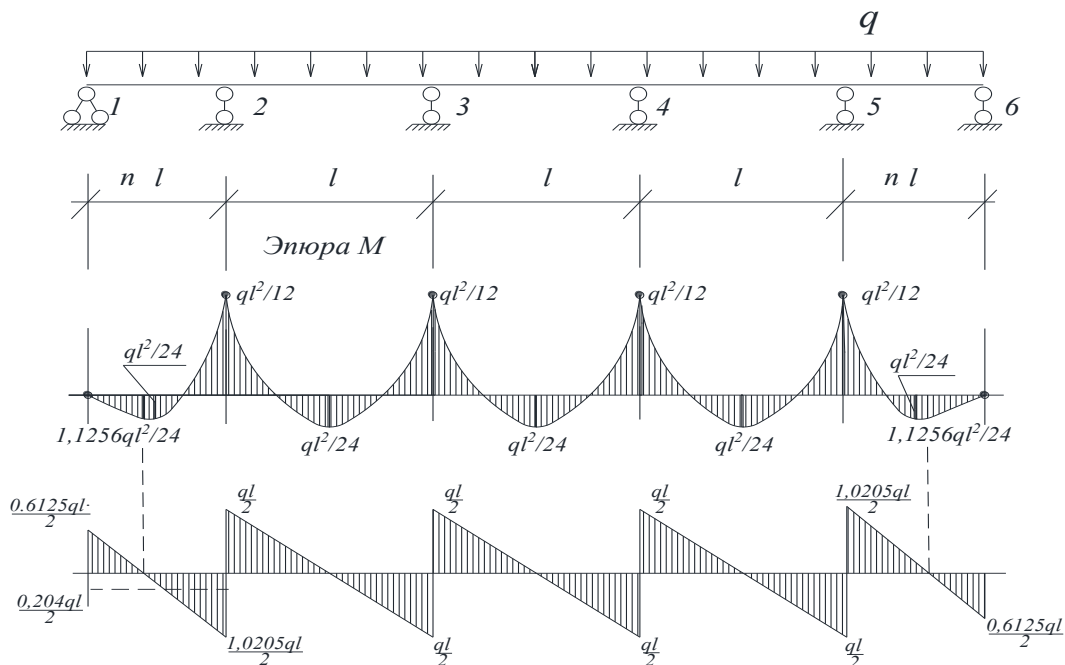 q
1 2 3 4 5 6
n l l l l n l
Эпюра М
ql²/12 ql²/12 ql²/12 ql²/12
ql²/24 ql²/24
1,1256ql²/24 ql²/24 ql²/24 ql²/24 1,1256ql²/24
0.6125ql· ql ql ql 1,0205ql
2 2 2 2 2
0,204ql
2
1,0205ql ql ql ql 0,6125ql
2 2 2 2 2